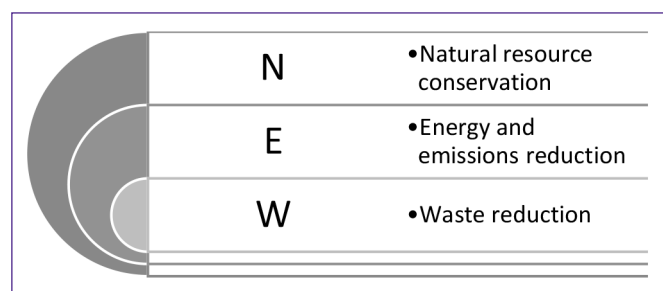 N
•Natural resource
conservation
E
•Energy and
emissions reduction
W
•Waste reduction